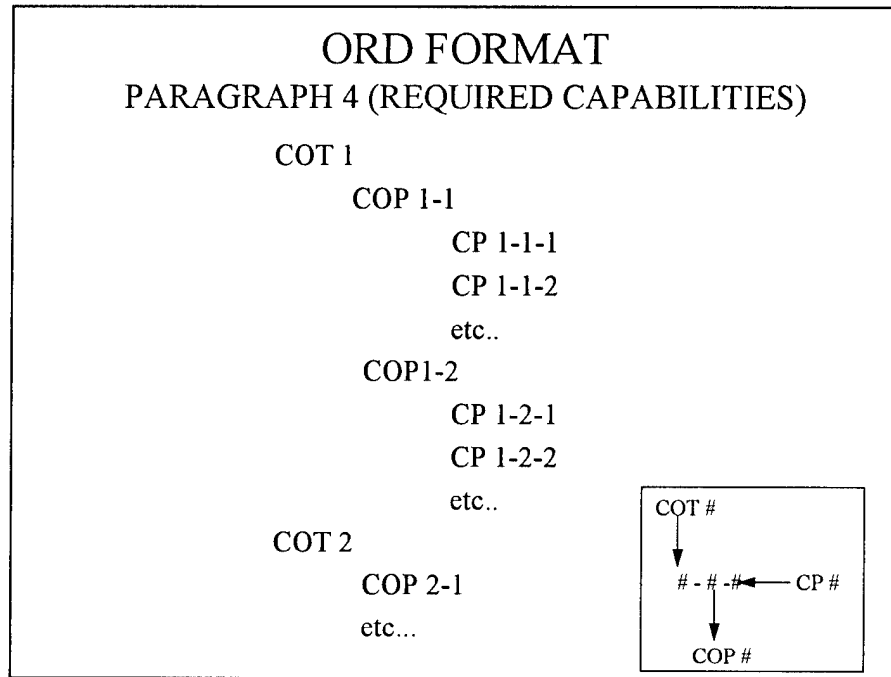 ORD FORMAT
PARAGRAPH 4 (REQUIRED CAPABILITIES)
COT 1
COP 1-1
CP 1-1-1
CP 1-1-2
etc..
COP1-2
CP 1-2-1
CP 1-2-2
etc..
COT 2
COP 2-1
etc...
COT #
# - # -# CP #
COP #